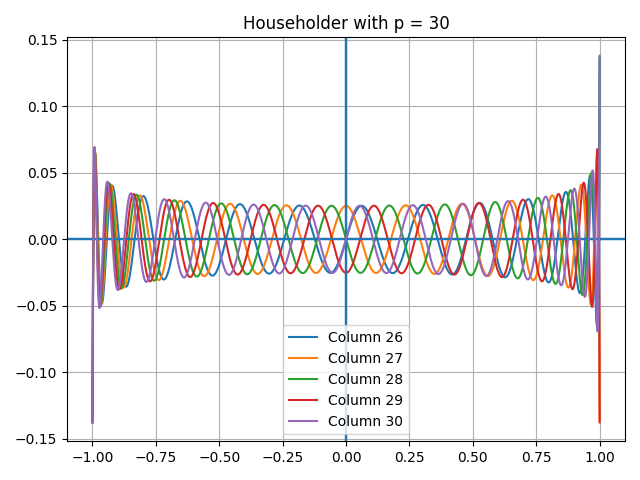 Householder with p = 30
0.15
0.10
0.05
0.00
−0.05
−0.10
−0.15
Column 26
Column 27
Column 28
Column 29
Column 30
−1.00 −0.75 −0.50 −0.25 0.00 0.25 0.50 0.75 1.00